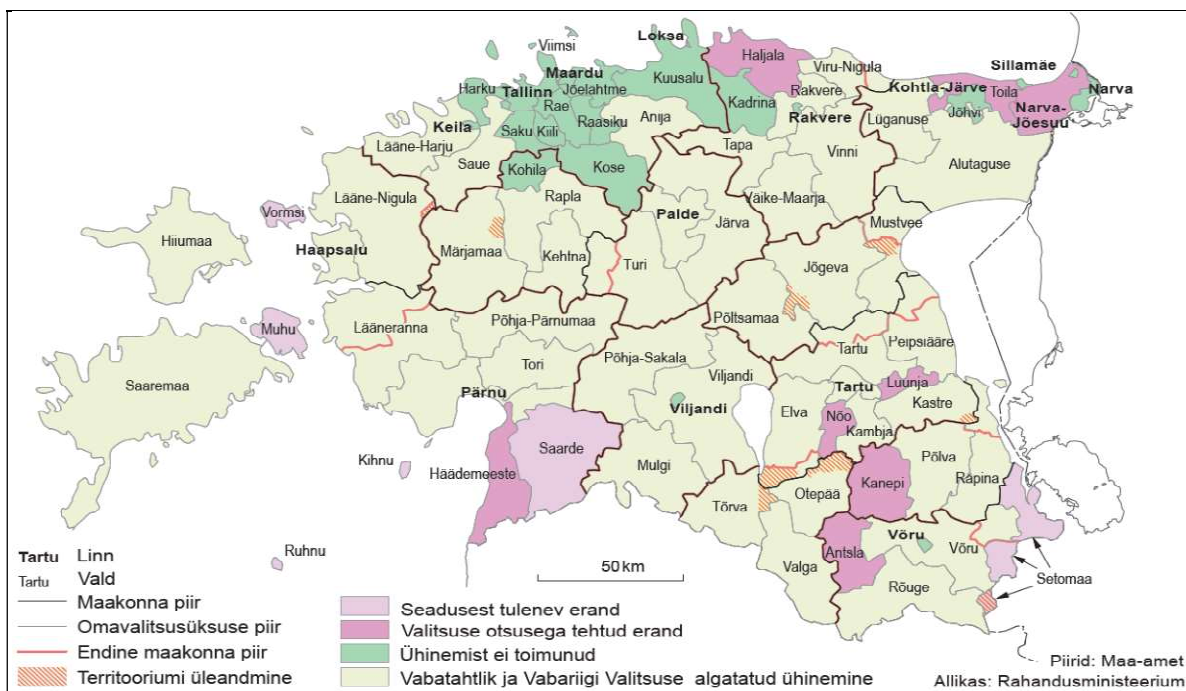 Loksa
Viimsi
Haljala
Maardu
Viru-Nigula
Sillamäe
Kuusalu
Harku
Tallinn
Jõelähtme
Kohtla-Järve
Toila
Narva
Rae
Kadrina
Rakvere
Narva-
Jõesuu
Keila
Saku
Kiili
Raasiku
Anija
Rakvere
Lüganuse
Jõhvi
Lääne-Harju
Tapa
Vinni
Saue
Kohila
Kose
Alutaguse
Lääne-Nigula
Rapla
Väike-Maarja
Vormsi
Palde
Järva
Mustvee
Hiiumaa
Haapsalu
Märjamaa
Kehtna
Türi
Jõgeva
Muhu
Lääneranna
Põhja-Pärnumaa
Põltsamaa
Tartu
Peipsiääre
Saaremaa
Tori
Põhja-Sakala
Viljandi
Pärnu
Tartu
Luunja
Viljandi
Elva
Nõo
Kastre
Kambja
Kihnu
Häädemeeste
Saarde
Mulgi
Põlva
Räpina
Kanepi
Otepää
Tõrva
Ruhnu
Antsla
Võru
Võru
Valga
Rõuge
Setomaa
50 km
Tartu Linn
Tartu Vald
Maakonna piir
Omavalitsusüksuse piir
Endine maakonna piir
Territooriumi üleandmine
Seadusest tulenev erand
Valitsuse otsusega tehtud erand
Ühinemist ei toimunud
Vabatahtlik ja Vabariigi Valitsuse algatatud ühinemine
Piirid: Maa-amet
Allikas: Rahandusministeerium